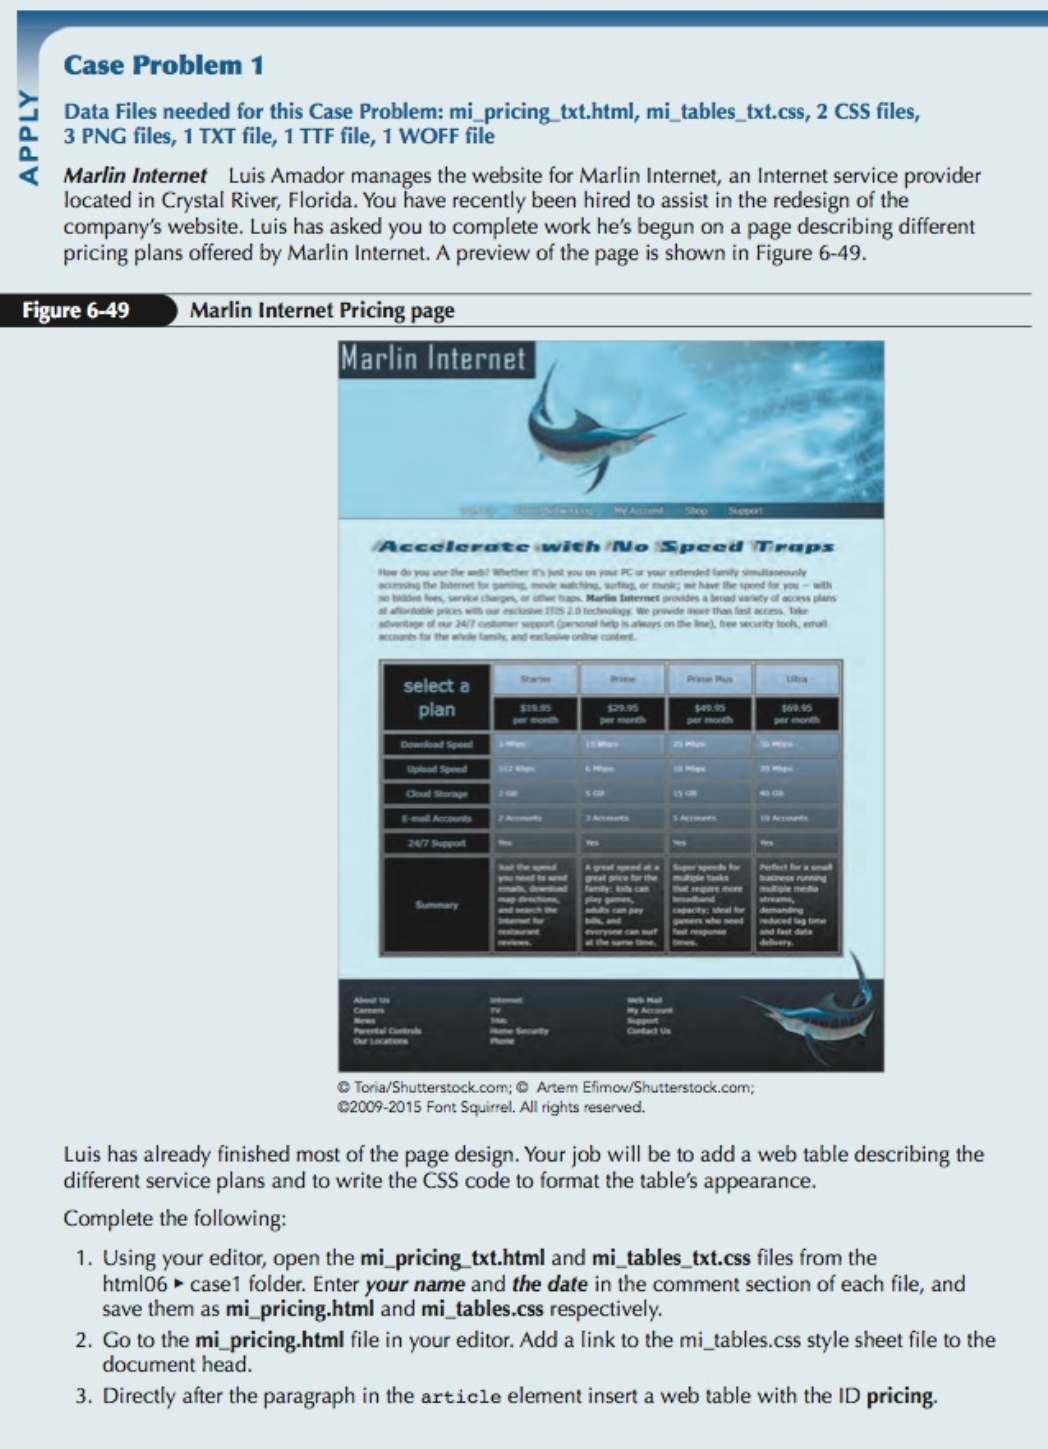 Case Problem 1
APPLY
Data Files needed for this Case Problem: mi_pricing_txt.html, mi_tables_txt.css, 2 CSS files,
3 PNG files, 1 TXT file, 1 TTF file, 1 WOFF file
Marlin Internet Luis Amador manages the website for Marlin Internet, an Internet service provider
located in Crystal River, Florida. You have recently been hired to assist in the redesign of the
company's website. Luis has asked you to complete work he's begun on a page describing different
pricing plans offered by Marlin Internet. A preview of the page is shown in Figure 6-49.
Figure 6-49 Marlin Internet Pricing page
Marlin Internet
My Account Shop Support
Accelerate with No Speed Traps
How do you use the web? Whether it's just you on your PC or your extended family simultaneously
accessing the Internet for gaming, movie watching, surfing, or music; we have the speed for you — with
no hidden fees, service charges, or other traps. Marlin Internet provides a broad variety of access plans
at affordable prices with our exclusive 2.0 technology. We provide more than fast access. Take
advantage of our 24/7 customer support (personal help is always on the line), free security tools, email
accounts for the whole family, and exclusive online content.
select a
plan
Starter Prime Prime Plus Ultra
$19.95 $29.95 $49.95 $69.95
per month per month per month per month
Download Speed 15 Mbps 25 Mbps 50 Mbps
Upload Speed 512 Kbps 6 Mbps 10 Mbps 20 Mbps
Cloud Storage 2 GB 5 GB 15 GB 40 GB
E-mail Accounts 2 Accounts 3 Accounts 5 Accounts 10 Accounts
24/7 Support Yes Yes Yes Yes
Summary
Just the speed
you need to send
emails, download
map directions,
and search the
Internet for
restaurant
reviews.
A great speed at a
great price for the
family: kids can
play games,
adults can pay
bills, and
everyone can surf
at the same time.
Super speeds for
multiple tasks
that require more
broadband
capacity: ideal for
gamers who need
fast response
times.
Perfect for a small
business running
multiple media
streams,
demanding
reduced lag time
and fast data
delivery.
About Us
Careers
News
Parental Controls
Our Locations
Internet
TV
Home Security
Phone
Web Mail
My Account
Support
Contact Us
© Toria/Shutterstock.com; © Artem Efimov/Shutterstock.com;
©2009-2015 Font Squirrel. All rights reserved.
Luis has already finished most of the page design. Your job will be to add a web table describing the
different service plans and to write the CSS code to format the table's appearance.
Complete the following:
1. Using your editor, open the mi_pricing_txt.html and mi_tables_txt.css files from the
html06 ▸ case1 folder. Enter your name and the date in the comment section of each file, and
save them as mi_pricing.html and mi_tables.css respectively.
2. Go to the mi_pricing.html file in your editor. Add a link to the mi_tables.css style sheet file to the
document head.
3. Directly after the paragraph in the article element insert a web table with the ID pricing.